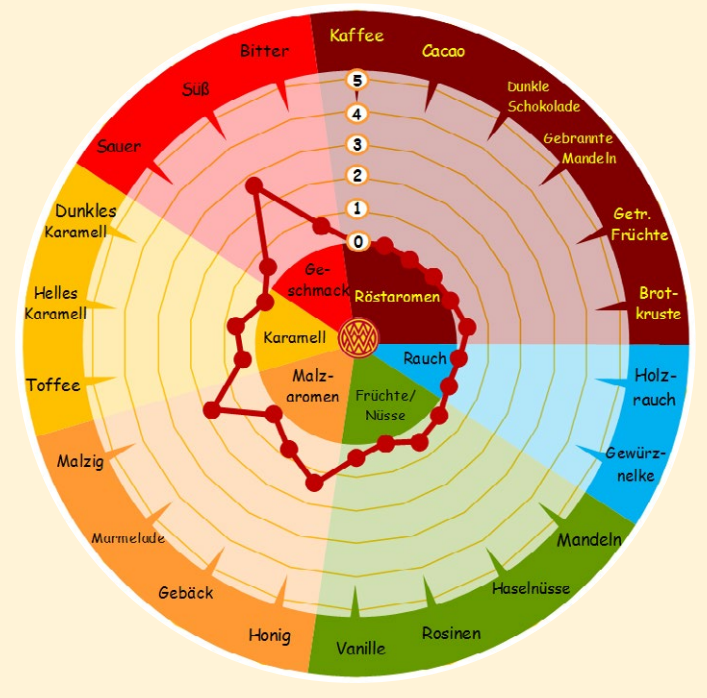 Kaffee
Cacao
Dunkle
Schokolade
Gebrannte
Mandeln
Getr.
Früchte
Brot-
kruste
Holz-
rauch
Gewürz-
nelke
Mandeln
Haselnüsse
Rosinen
Vanille
Honig
Gebäck
Marmelade
Malzig
Toffee
Helles
Karamell
Dunkles
Karamell
Sauer
Süß
Bitter
5
4
3
2
1
0
Ge-
schmack
Röstaromen
Karamell
Rauch
Malz-
aromen
Früchte/
Nüsse